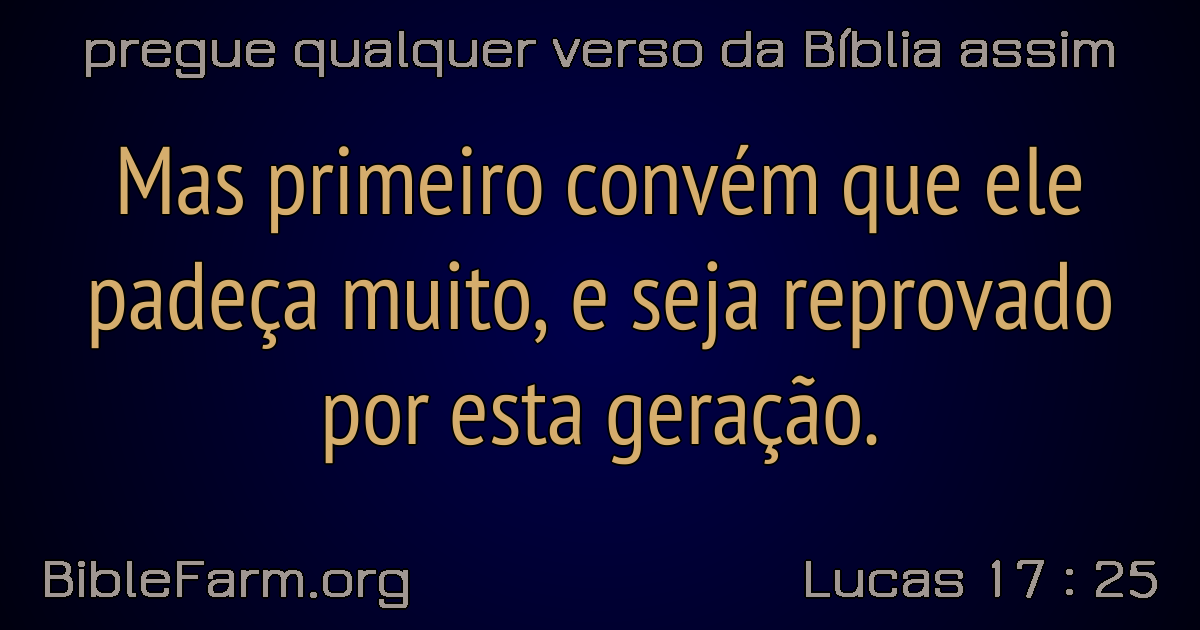 pregue qualquer verso da Bíblia assim
Mas primeiro convém que ele
padeça muito, e seja reprovado
por esta geração.
BibleFarm.org
Lucas 17 : 25